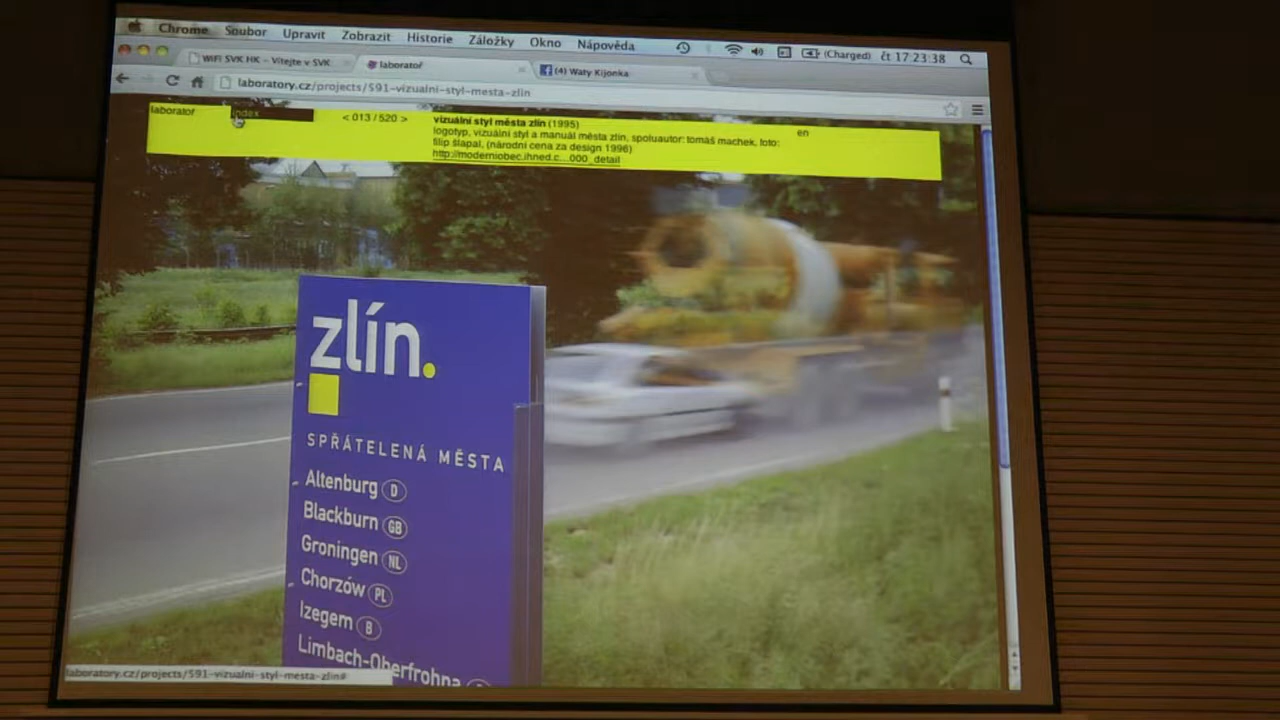 Chrome Soubor Upravit Zobrazit Historie Záložky Okno Nápověda (Charged) čt 17:23:38
WIFI SVK HK – Vítejte v SVK laboratoř (4) Waty Kijonka
laboratory.cz/projects/591-vizualni-styl-mesta-zlin
laboratoř index < 013 / 520 > vizuální styl města zlín (1995) en
logotyp, vizuální styl a manuál města zlín, spoluautor: tomáš machek, foto:
filip šlapal, (národní cena za design 1996)
http://moderniobec.ihned.c...000_detail
zlín.
SPŘÁTELENÁ MĚSTA
Altenburg D
Blackburn GB
Groningen NL
Chorzów PL
Izegem B
Limbach-Oberfrohna
laboratory.cz/projects/591-vizualni-styl-mesta-zlin#